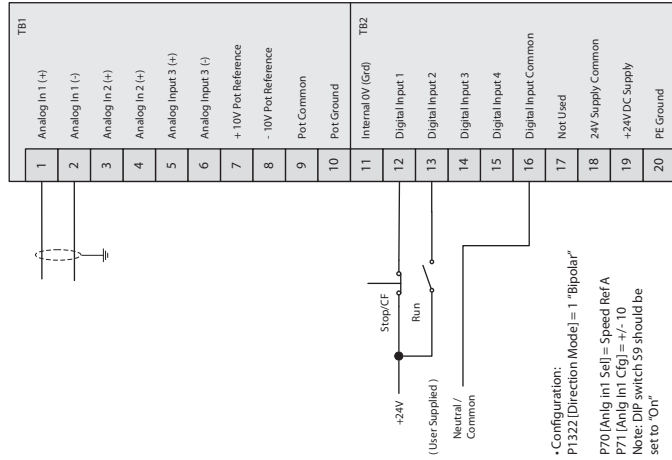 TB1
1 Analog In 1 (+)
2 Analog In 1 (-)
3 Analog In 2 (+)
4 Analog In 2 (+)
5 Analog Input 3 (+)
6 Analog Input 3 (-)
7 + 10V Pot Reference
8 - 10V Pot Reference
9 Pot Common
10 Pot Ground
TB2
11 Internal 0V (Grd)
12 Digital Input 1
13 Digital Input 2
14 Digital Input 3
15 Digital Input 4
16 Digital Input Common
17 Not Used
18 24V Supply Common
19 +24V DC Supply
20 PE Ground
Stop/CF
Run
+24V
(User Supplied )
Neutral /
Common
• Configuration:
P1322 [Direction Mode] = 1 "Bipolar"
P70 [Anlg in1 Sel] = Speed Ref A
P71 [Anlg In1 Cfg] = +/- 10
Note: DIP switch S9 should be
set to "On"